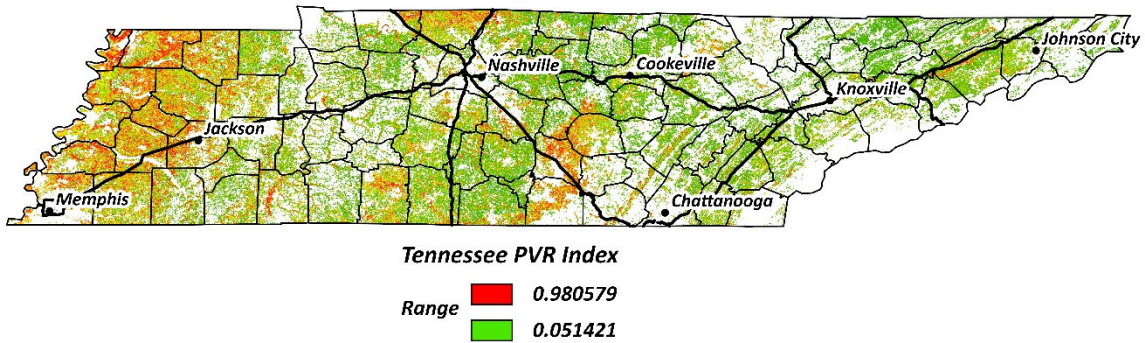 Johnson City
Nashville
Cookeville
Knoxville
Jackson
Memphis
Chattanooga
Tennessee PVR Index
Range
0.980579
0.051421